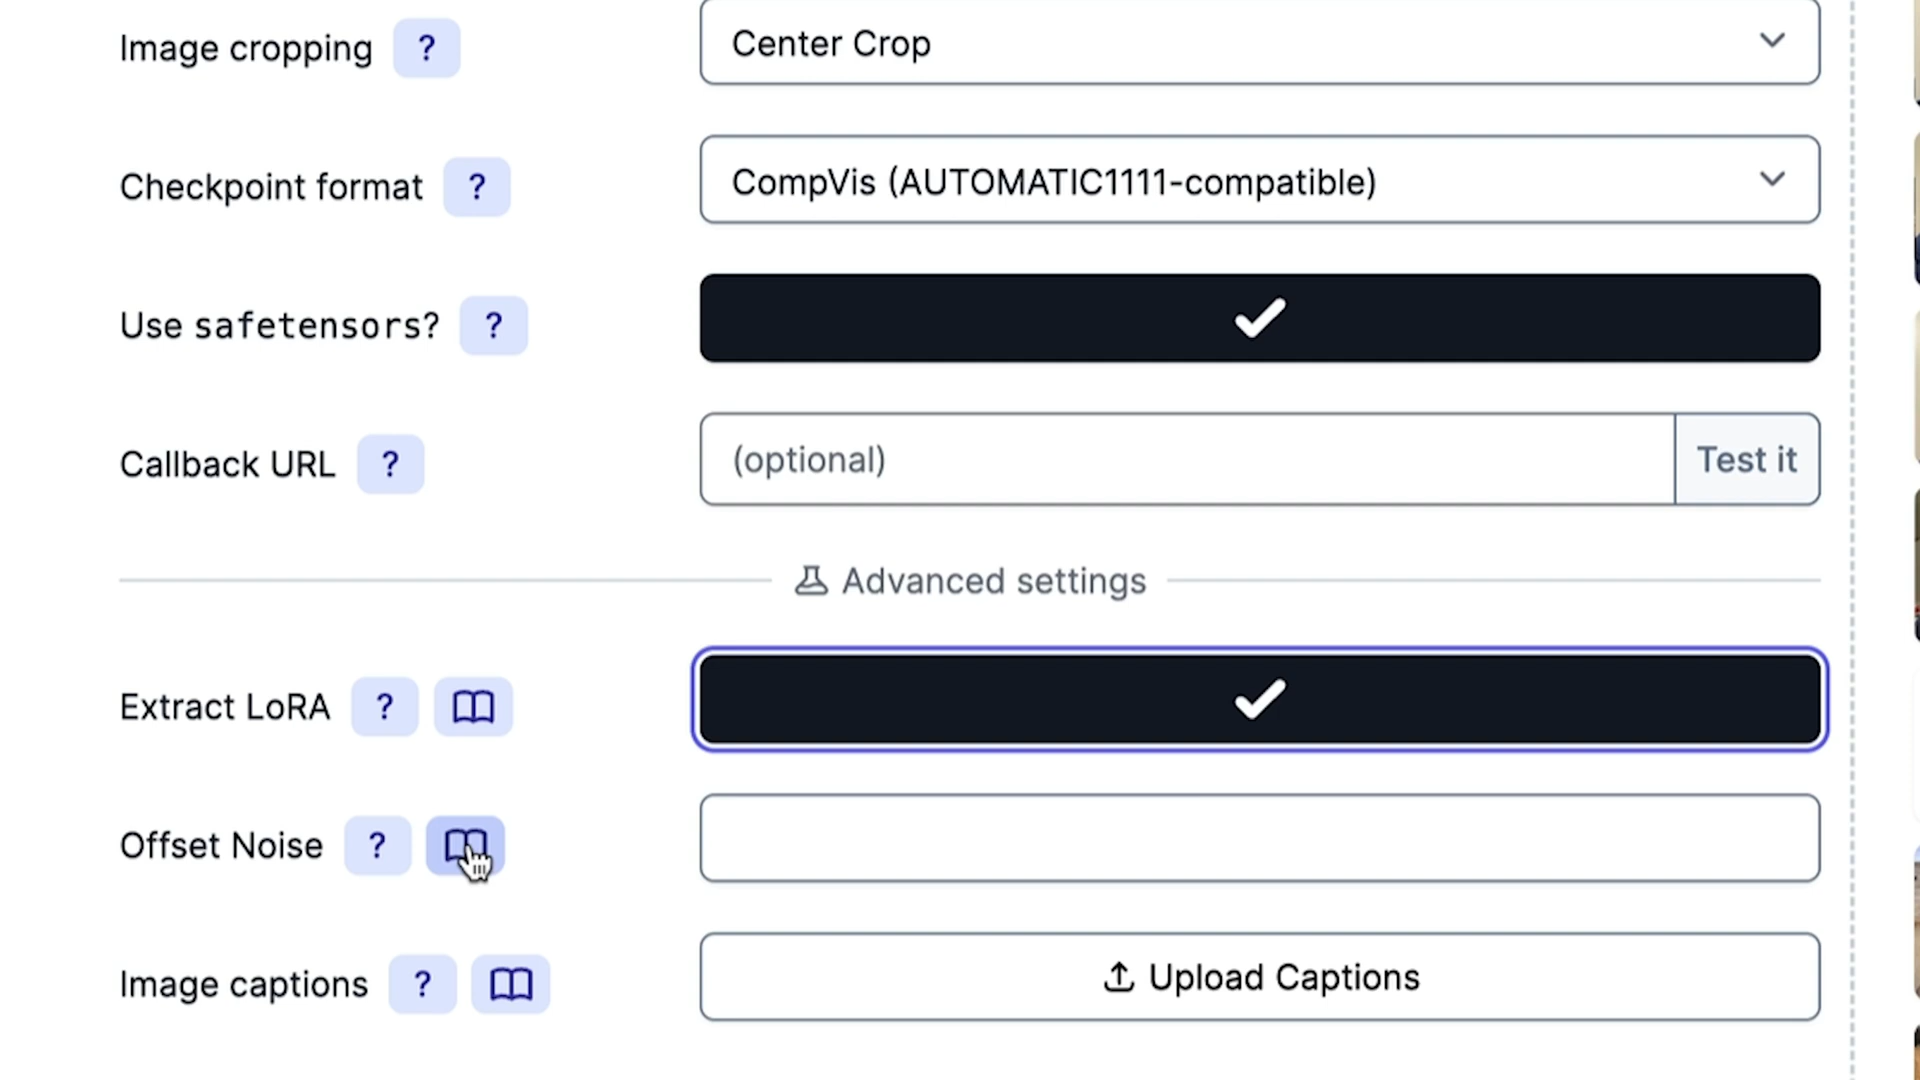 Image cropping ? Center Crop
Checkpoint format ? CompVis (AUTOMATIC1111-compatible)
Use safetensors? ?
Callback URL ? (optional) Test it
Advanced settings
Extract LoRA ?
Offset Noise ?
Image captions ? Upload Captions